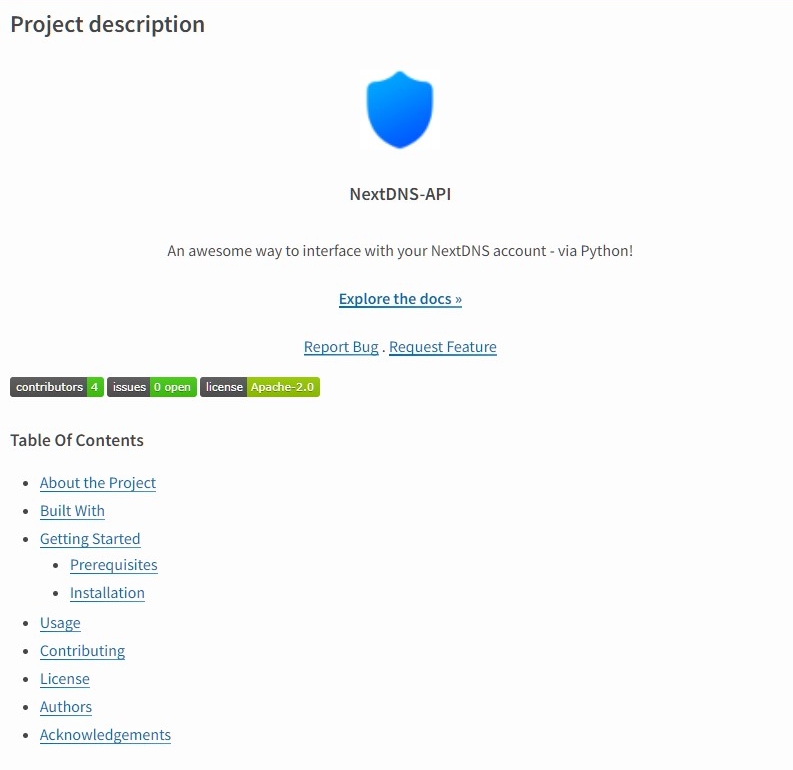 Project description
NextDNS-API
An awesome way to interface with your NextDNS account - via Python!
Explore the docs »
Report Bug . Request Feature
contributors 4 issues 0 open license Apache-2.0
Table Of Contents
About the Project
Built With
Getting Started
Prerequisites
Installation
Usage
Contributing
License
Authors
Acknowledgements